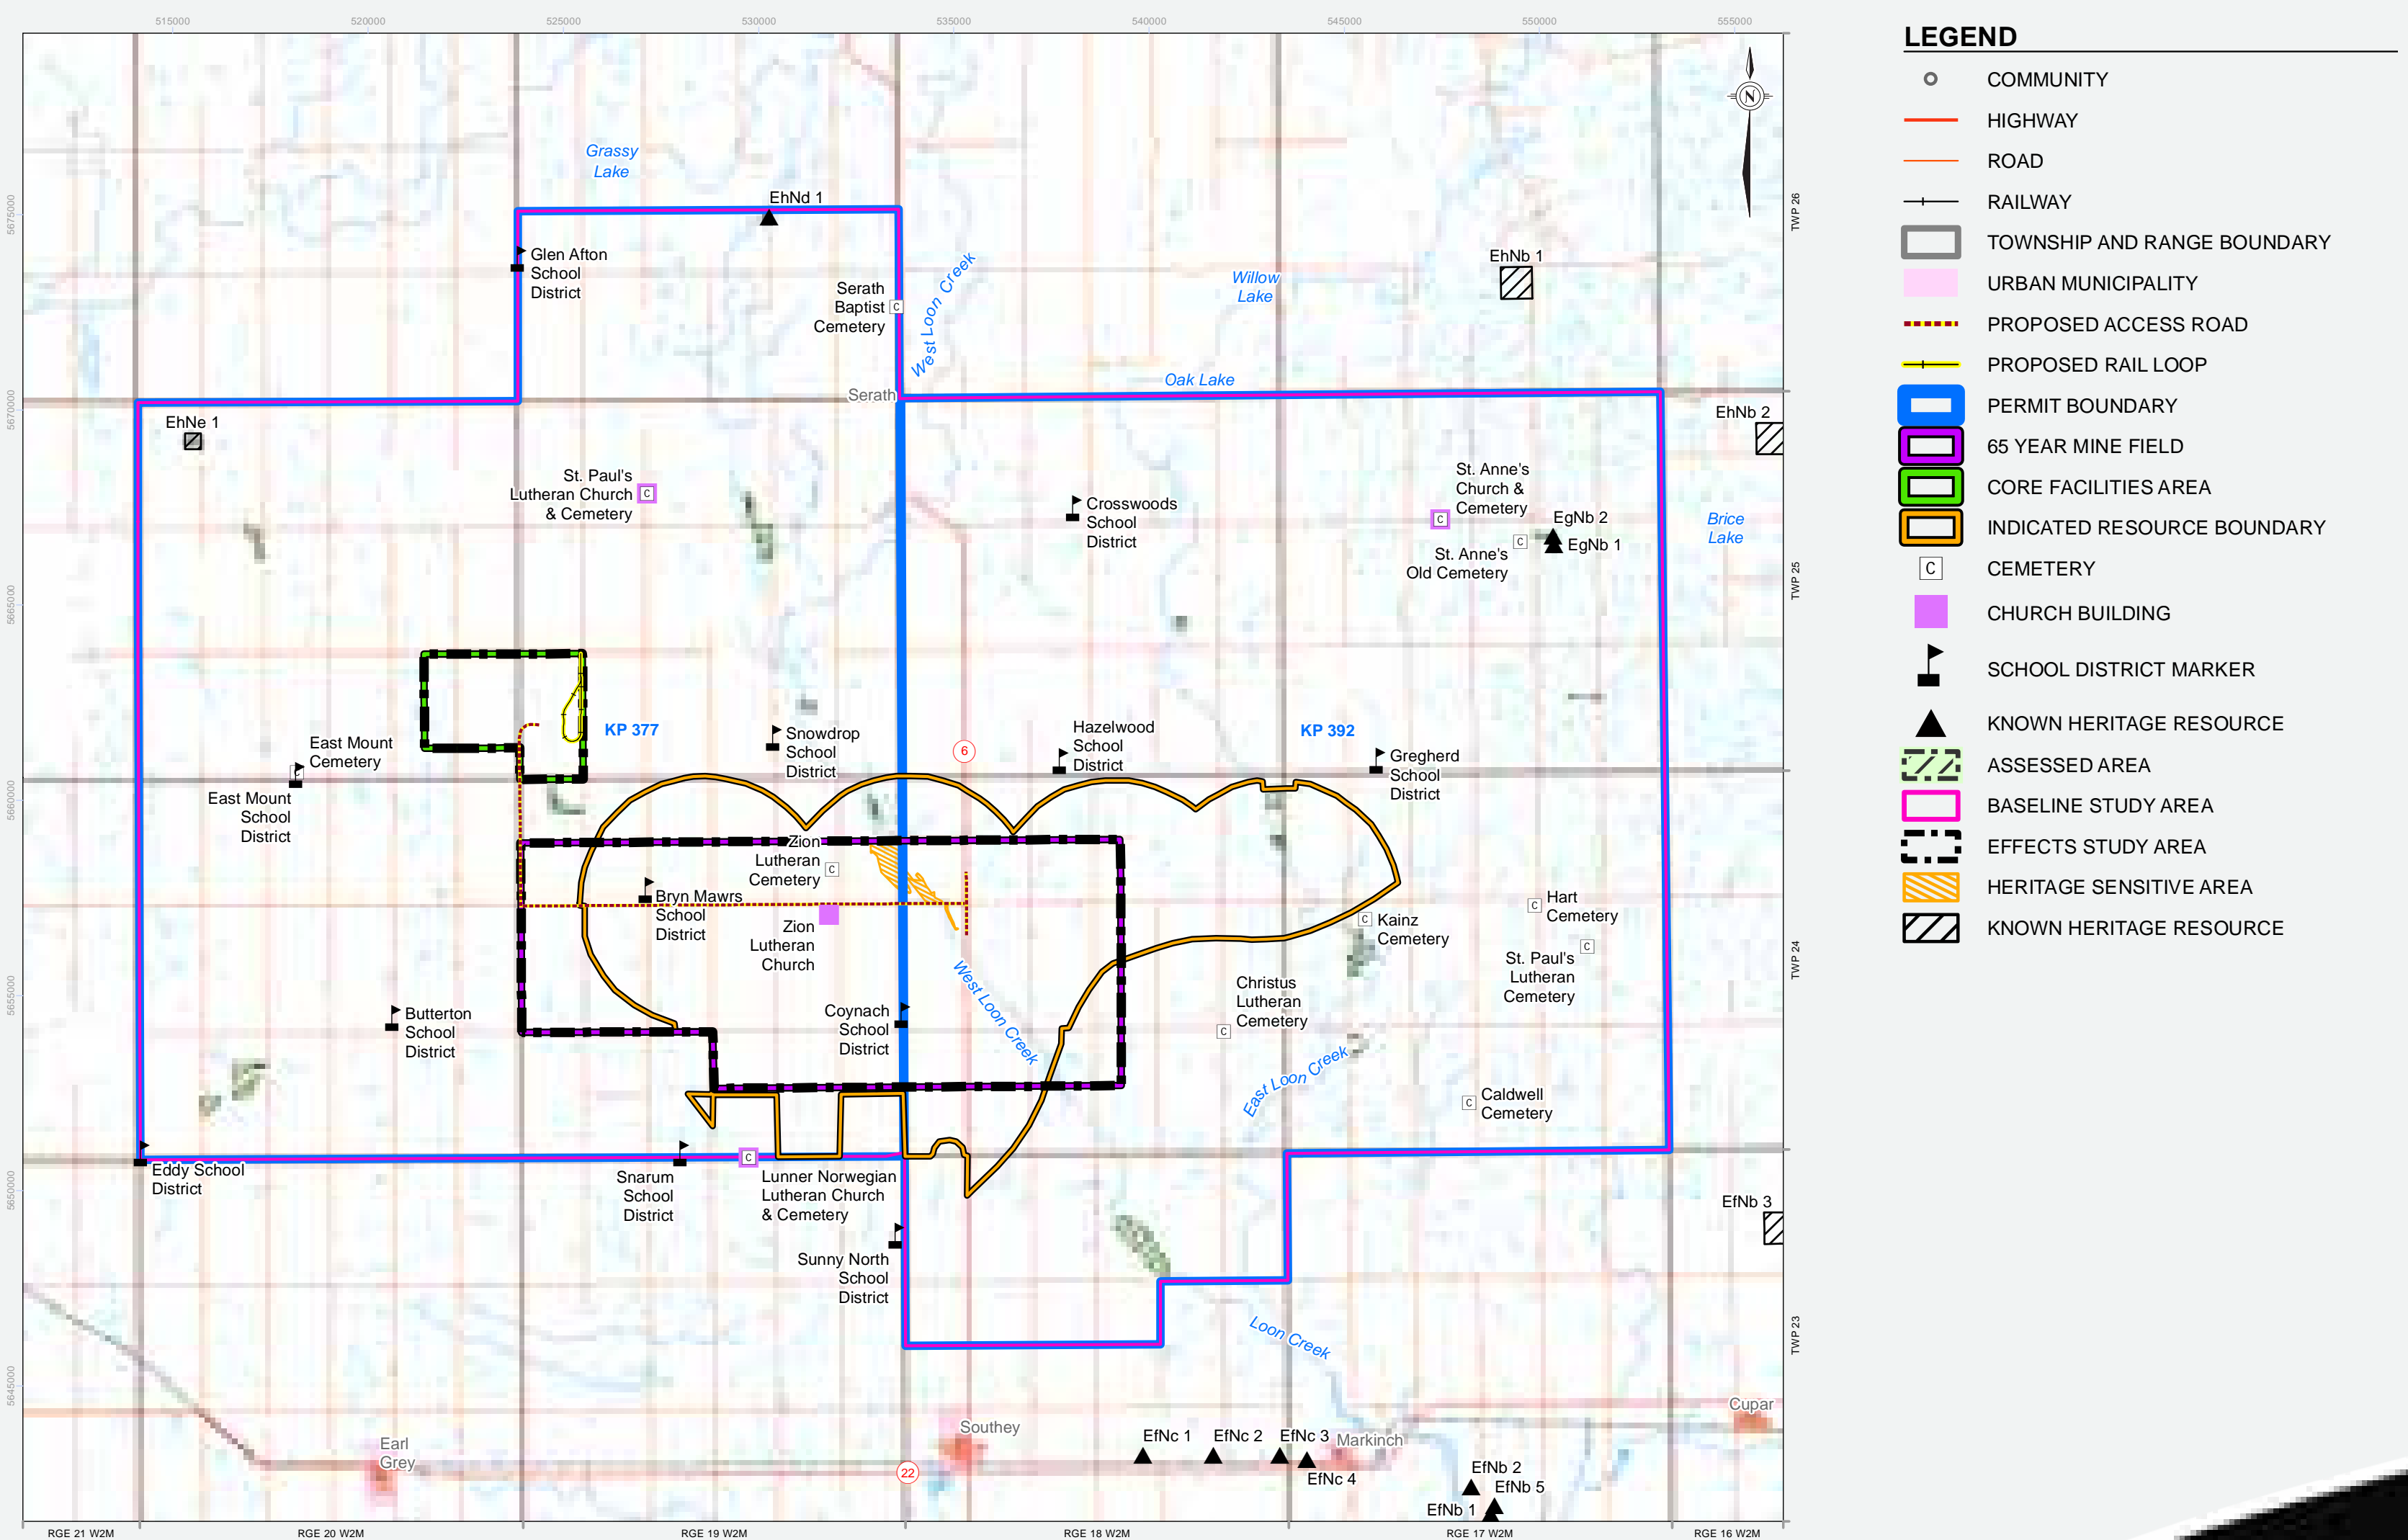 515000 520000 525000 530000 535000 540000 545000 550000 555000
LEGEND
COMMUNITY
HIGHWAY
ROAD
RAILWAY
TOWNSHIP AND RANGE BOUNDARY
URBAN MUNICIPALITY
PROPOSED ACCESS ROAD
PROPOSED RAIL LOOP
PERMIT BOUNDARY
65 YEAR MINE FIELD
CORE FACILITIES AREA
INDICATED RESOURCE BOUNDARY
C CEMETERY
CHURCH BUILDING
SCHOOL DISTRICT MARKER
KNOWN HERITAGE RESOURCE
ASSESSED AREA
BASELINE STUDY AREA
EFFECTS STUDY AREA
HERITAGE SENSITIVE AREA
KNOWN HERITAGE RESOURCE
N
5675000
5670000
5665000
5660000
5655000
5650000
5645000
TWP 26
TWP 25
TWP 24
TWP 23
Grassy
Lake
EhNd 1
Glen Afton
School
District
Serath
Baptist
Cemetery
C
West Loon Creek
Willow
Lake
EhNb 1
Oak Lake
Serath
EhNb 2
EhNe 1
St. Paul's
Lutheran Church
& Cemetery
C
Crosswoods
School
District
St. Anne's
Church &
Cemetery
C
EgNb 2
EgNb 1
C
St. Anne's
Old Cemetery
Brice
Lake
KP 377
KP 392
6
East Mount
Cemetery
C
East Mount
School
District
Snowdrop
School
District
Hazelwood
School
District
Gregherd
School
District
Zion
Lutheran
Cemetery
C
Bryn Mawrs
School
District
Zion
Lutheran
Church
C
Kainz
Cemetery
C
Hart
Cemetery
C
St. Paul's
Lutheran
Cemetery
West Loon Creek
Christus
Lutheran
Cemetery
C
Butterton
School
District
Coynach
School
District
East Loon Creek
C
Caldwell
Cemetery
Eddy School
District
Snarum
School
District
C
Lunner Norwegian
Lutheran Church
& Cemetery
Sunny North
School
District
EfNb 3
Loon Creek
Cupar
Earl
Grey
Southey
22
EfNc 1
EfNc 2
EfNc 3
EfNc 4
Markinch
EfNb 2
EfNb 5
EfNb 1
RGE 21 W2M RGE 20 W2M RGE 19 W2M RGE 18 W2M RGE 17 W2M RGE 16 W2M